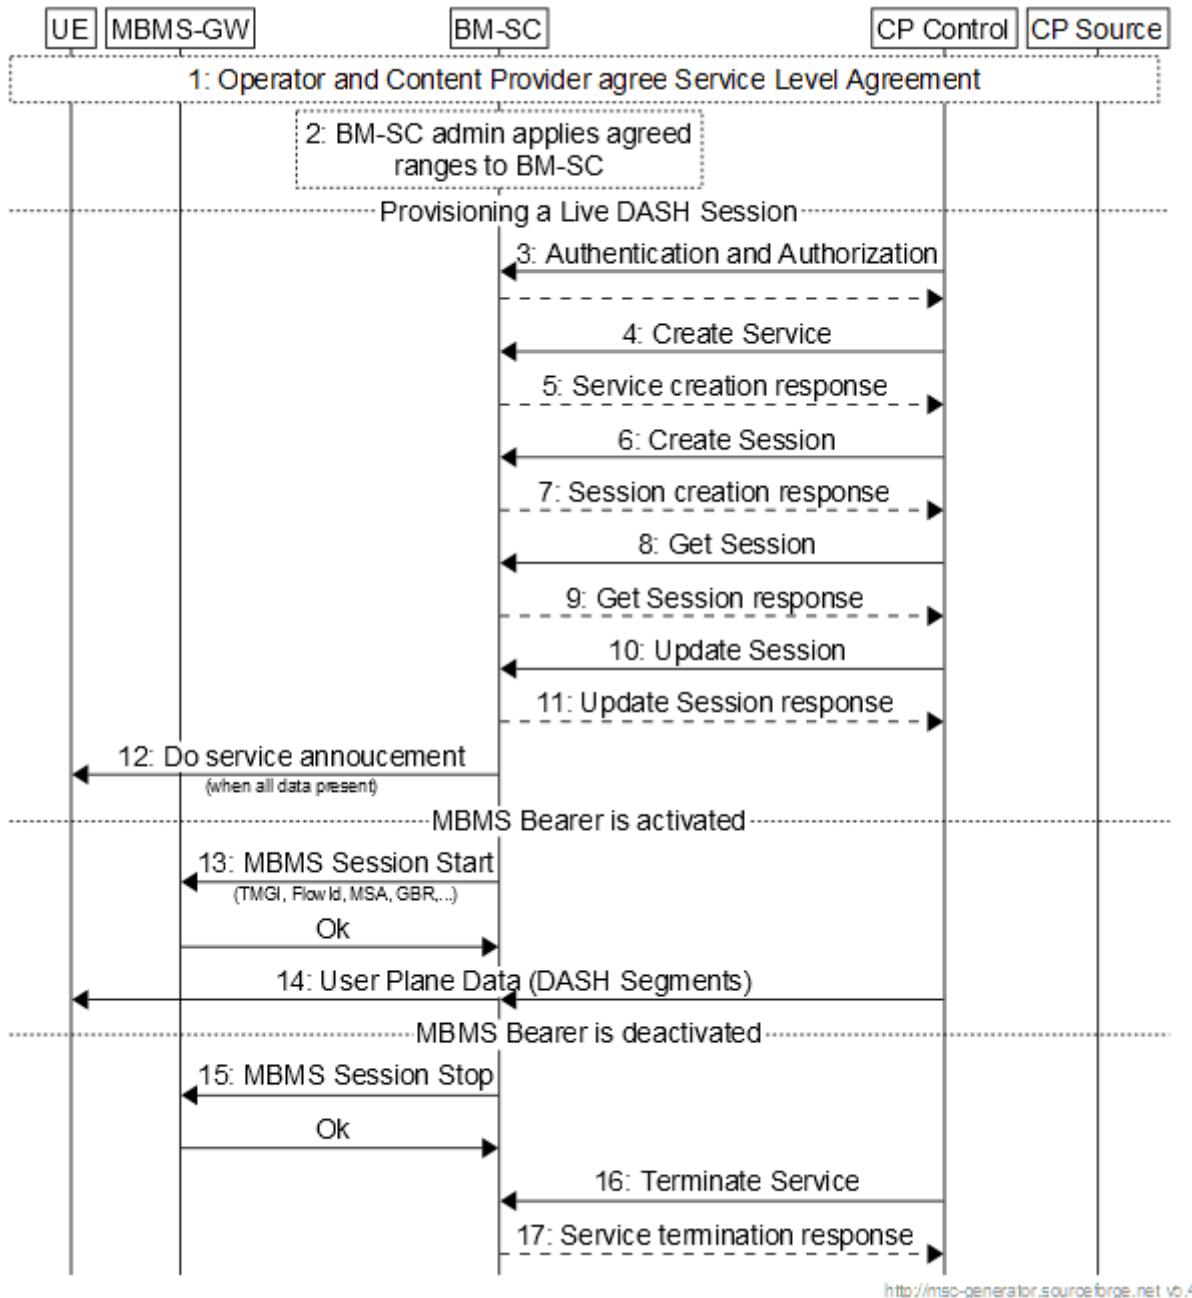 UE MBMS-GW BM-SC CP Control CP Source
1: Operator and Content Provider agree Service Level Agreement
2: BM-SC admin applies agreed
ranges to BM-SC
Provisioning a Live DASH Session
3: Authentication and Authorization
4: Create Service
5: Service creation response
6: Create Session
7: Session creation response
8: Get Session
9: Get Session response
10: Update Session
11: Update Session response
12: Do service annoucement
(when all data present)
MBMS Bearer is activated
13: MBMS Session Start
(TMGI, Flow Id, MSA, GBR,...)
Ok
14: User Plane Data (DASH Segments)
MBMS Bearer is deactivated
15: MBMS Session Stop
Ok
16: Terminate Service
17: Service termination response
http://msc-generator.sourceforge.net v5.4